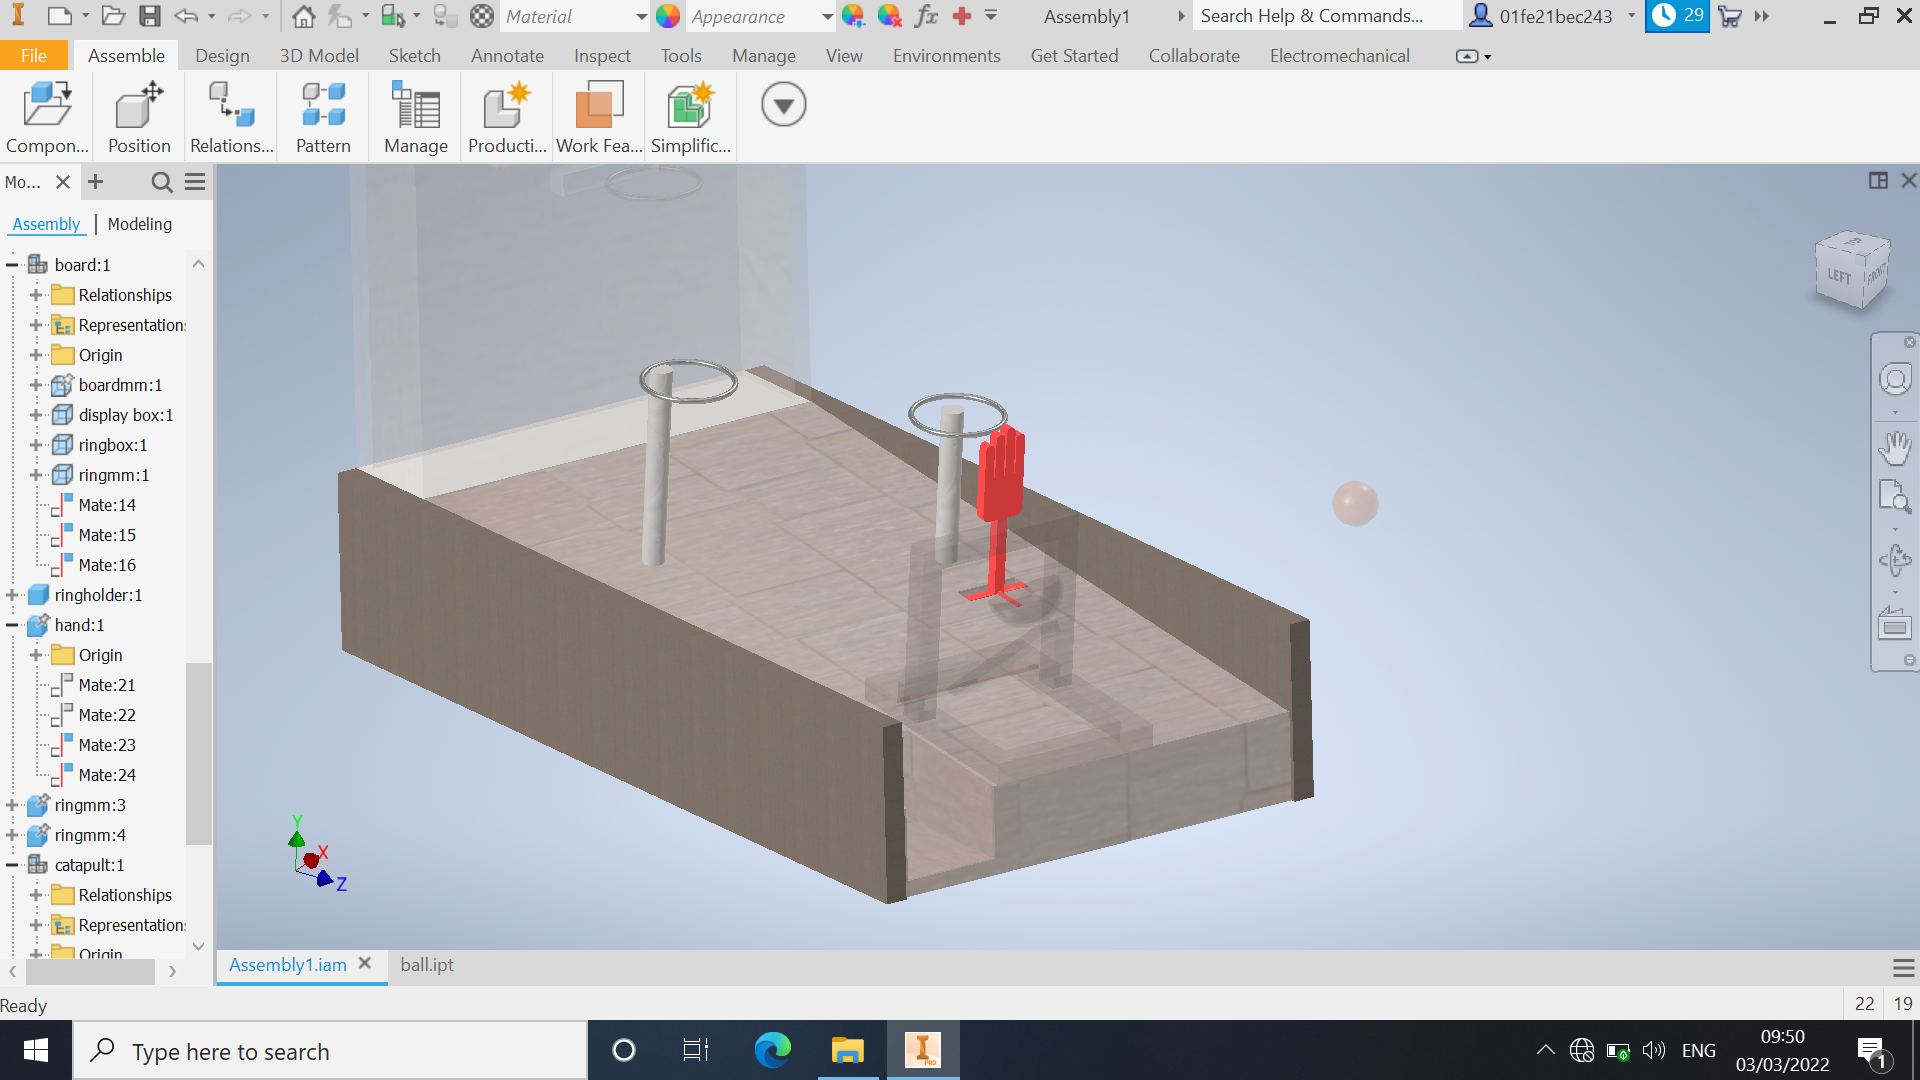 Material
Appearance
Assembly1
Search Help & Commands...
01fe21bec243
29
File
Assemble
Design
3D Model
Sketch
Annotate
Inspect
Tools
Manage
View
Environments
Get Started
Collaborate
Electromechanical
Compon...
Position
Relations...
Pattern
Manage
Producti...
Work Fea...
Simplific...
Mo...
Assembly
Modeling
board:1
Relationships
Representation
Origin
boardmm:1
display box:1
ringbox:1
ringmm:1
Mate:14
Mate:15
Mate:16
ringholder:1
hand:1
Origin
Mate:21
Mate:22
Mate:23
Mate:24
ringmm:3
ringmm:4
catapult:1
Relationships
Representation
Origin
LEFT
FRONT
Y
X
Z
Assembly1.iam
ball.ipt
Ready
22
19
Type here to search
PRO
ENG
09:50
03/03/2022
1